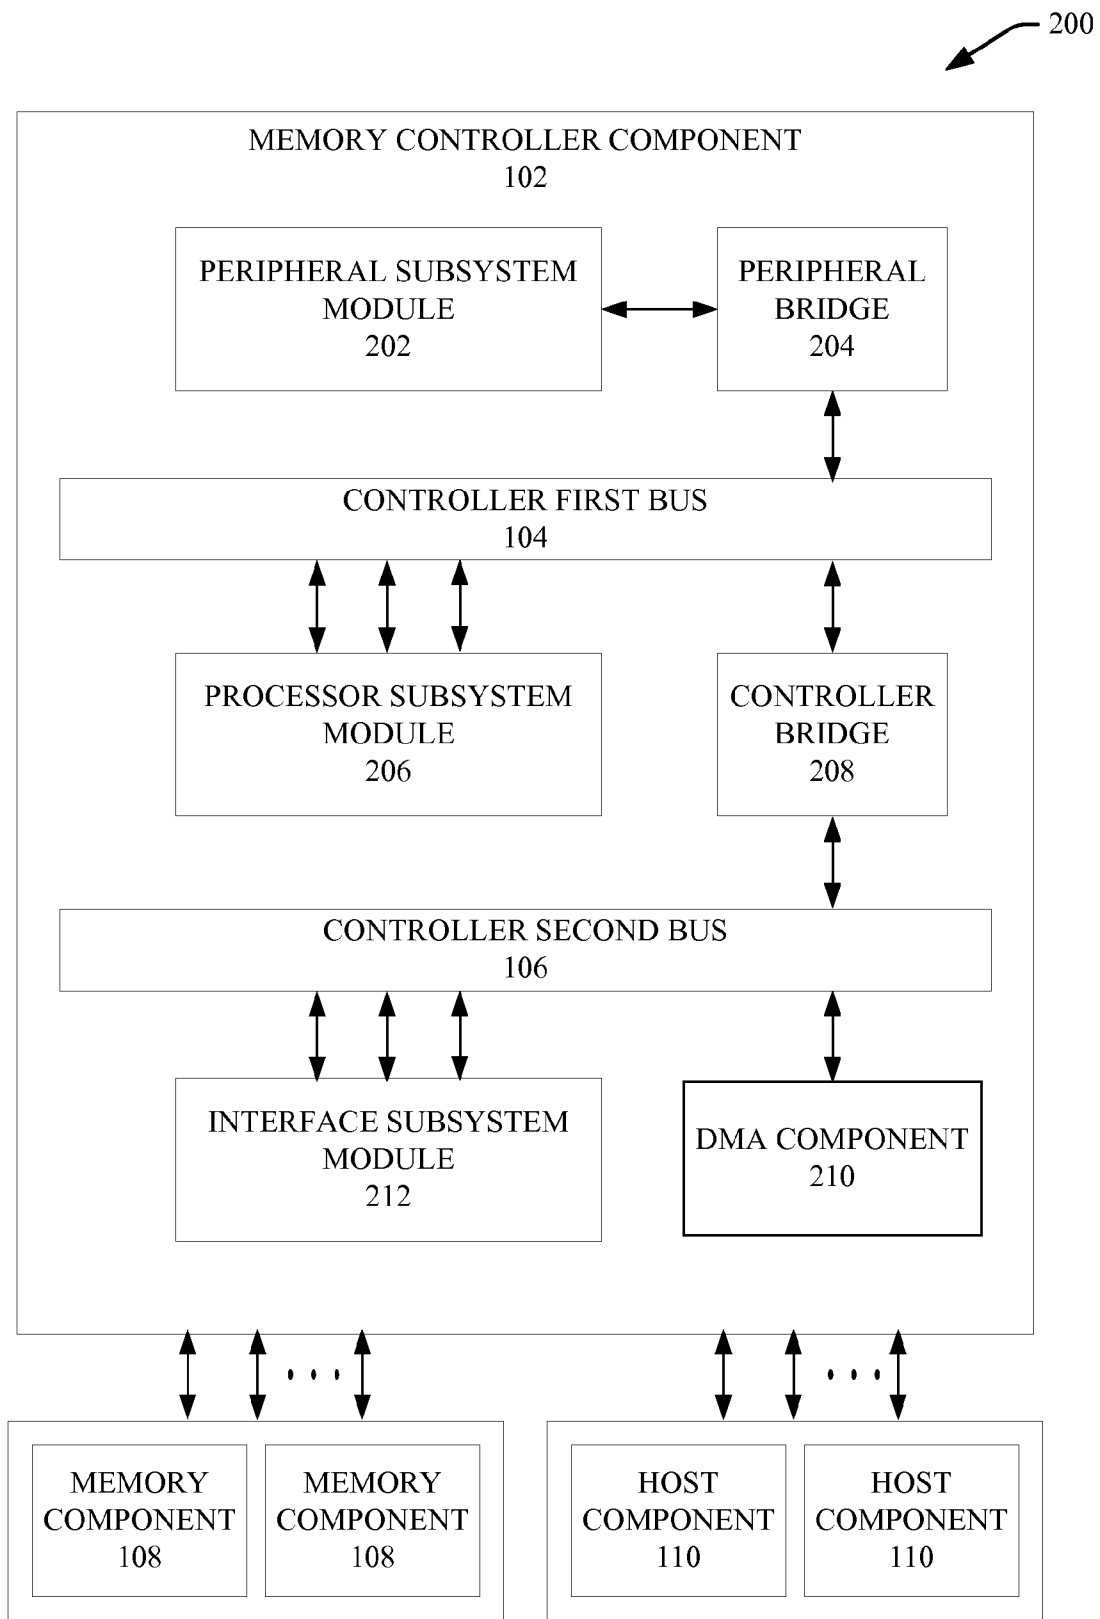 200
MEMORY CONTROLLER COMPONENT
102
PERIPHERAL SUBSYSTEM
MODULE
202
PERIPHERAL
BRIDGE
204
CONTROLLER FIRST BUS
104
PROCESSOR SUBSYSTEM
MODULE
206
CONTROLLER
BRIDGE
208
CONTROLLER SECOND BUS
106
INTERFACE SUBSYSTEM
MODULE
212
DMA COMPONENT
210
MEMORY
COMPONENT
108
MEMORY
COMPONENT
108
HOST
COMPONENT
110
HOST
COMPONENT
110